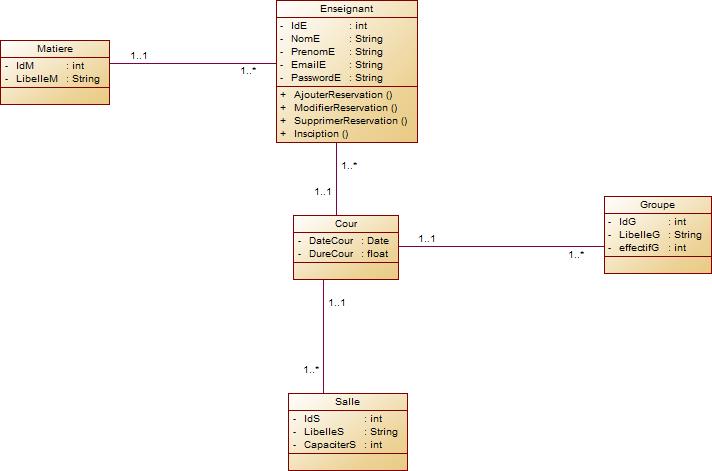 Enseignant
- IdE : int
- NomE : String
- PrenomE : String
- EmailE : String
- PasswordE : String
+ AjouterReservation ()
+ ModifierReservation ()
+ SupprimerReservation ()
+ Insciption ()
Matiere
- IdM : int
- LibelleM : String
1..1
1..*
1..*
1..1
Cour
- DateCour : Date
- DureCour : float
1..1
1..*
Groupe
- IdG : int
- LibelleG : String
- effectifG : int
1..1
1..*
Salle
- IdS : int
- LibelleS : String
- CapaciterS : int